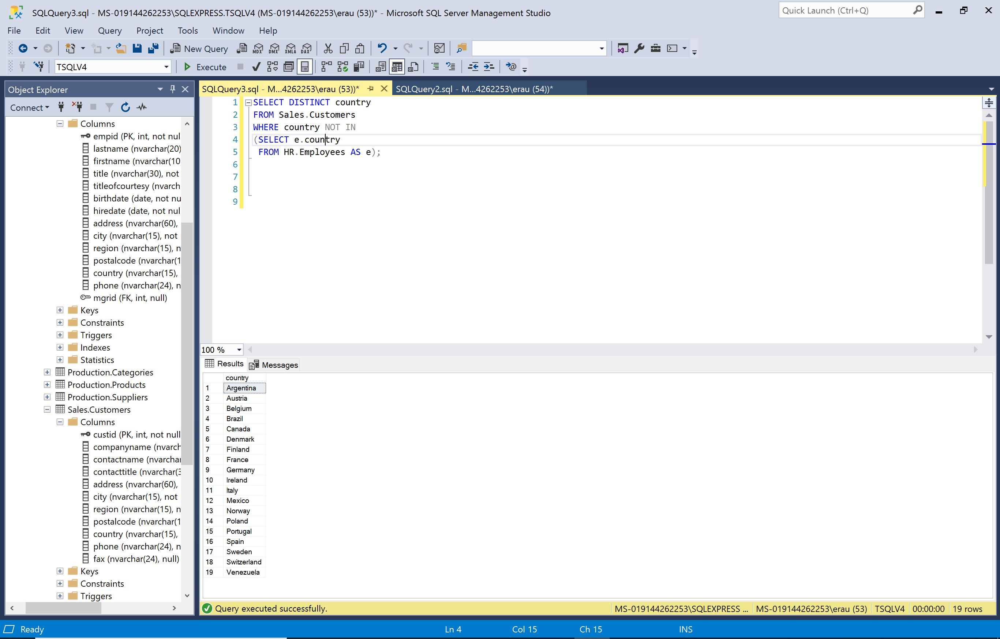 SQLQuery3.sql - MS-019144262253\SQLEXPRESS.TSQLV4 (MS-019144262253\erau (53))* - Microsoft SQL Server Management Studio
Quick Launch (Ctrl+Q)
File Edit View Query Project Tools Window Help
New Query MDX DMX XMLA DAX
TSQLV4 Execute
Object Explorer
Connect
Columns
empid (PK, int, not nul
lastname (nvarchar(20)
firstname (nvarchar(10
title (nvarchar(30), not
titleofcourtesy (nvarch
birthdate (date, not nu
hiredate (date, not nul
address (nvarchar(60),
city (nvarchar(15), not
region (nvarchar(15), n
postalcode (nvarchar(1
country (nvarchar(15),
phone (nvarchar(24), n
mgrid (FK, int, null)
Keys
Constraints
Triggers
Indexes
Statistics
Production.Categories
Production.Products
Production.Suppliers
Sales.Customers
Columns
custid (PK, int, not null
companyname (nvarch
contactname (nvarchar
contacttitle (nvarchar(3
address (nvarchar(60),
city (nvarchar(15), not
region (nvarchar(15), n
postalcode (nvarchar(1
country (nvarchar(15),
phone (nvarchar(24), n
fax (nvarchar(24), null)
Keys
Constraints
Triggers
SQLQuery3.sql - M...4262253\erau (53))* SQLQuery2.sql - M...4262253\erau (54))*
1 SELECT DISTINCT country
2 FROM Sales.Customers
3 WHERE country NOT IN
4 (SELECT e.country
5 FROM HR.Employees AS e);
6
7
8
9
100 %
Results Messages
country
1 Argentina
2 Austria
3 Belgium
4 Brazil
5 Canada
6 Denmark
7 Finland
8 France
9 Germany
10 Ireland
11 Italy
12 Mexico
13 Norway
14 Poland
15 Portugal
16 Spain
17 Sweden
18 Switzerland
19 Venezuela
Query executed successfully. MS-019144262253\SQLEXPRESS ... MS-019144262253\erau (53) TSQLV4 00:00:00 19 rows
Ready Ln 4 Col 15 Ch 15 INS